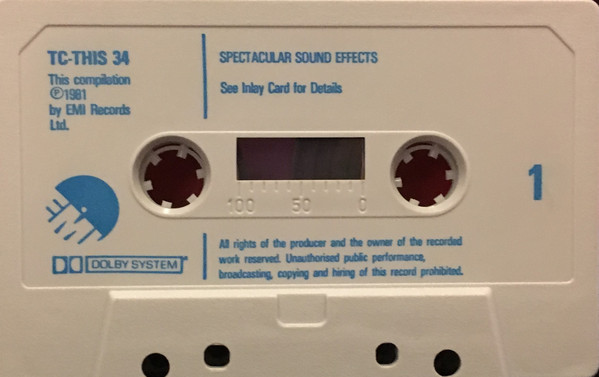 TC-THIS 34
This compilation
℗1981
by EMI Records
Ltd.
SPECTACULAR SOUND EFFECTS
See Inlay Card for Details
100 50 0
1
EMI
DOLBY SYSTEM
All rights of the producer and the owner of the recorded
work reserved. Unauthorised public performance,
broadcasting, copying and hiring of this record prohibited.